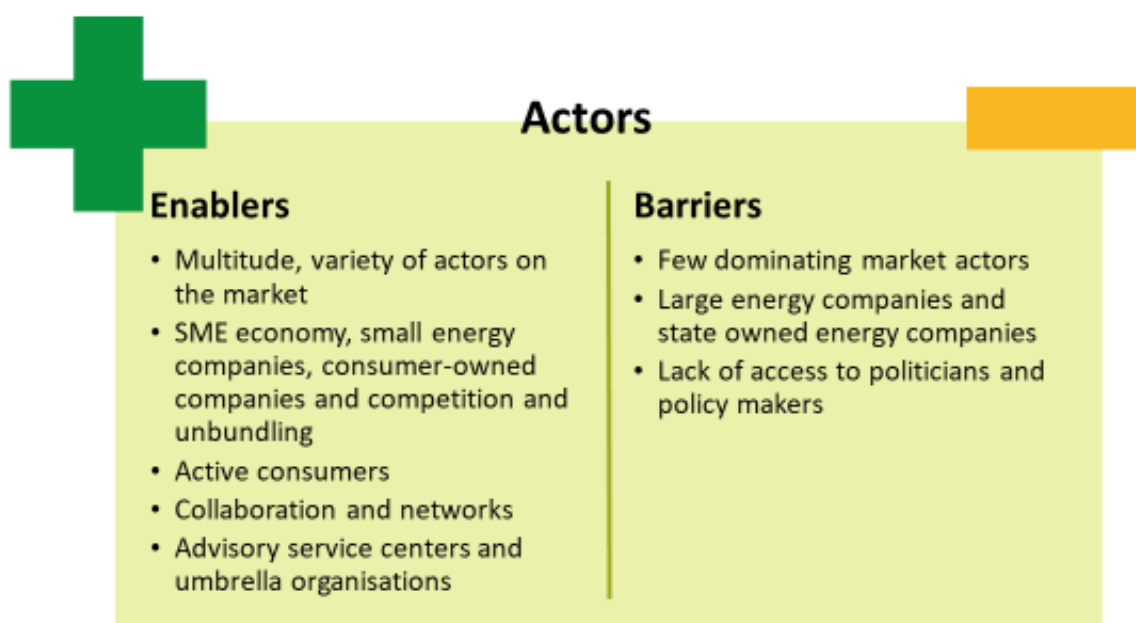 Actors
Enablers
• Multitude, variety of actors on
the market
• SME economy, small energy
companies, consumer-owned
companies and competition and
unbundling
• Active consumers
• Collaboration and networks
• Advisory service centers and
umbrella organisations
Barriers
• Few dominating market actors
• Large energy companies and
state owned energy companies
• Lack of access to politicians and
policy makers